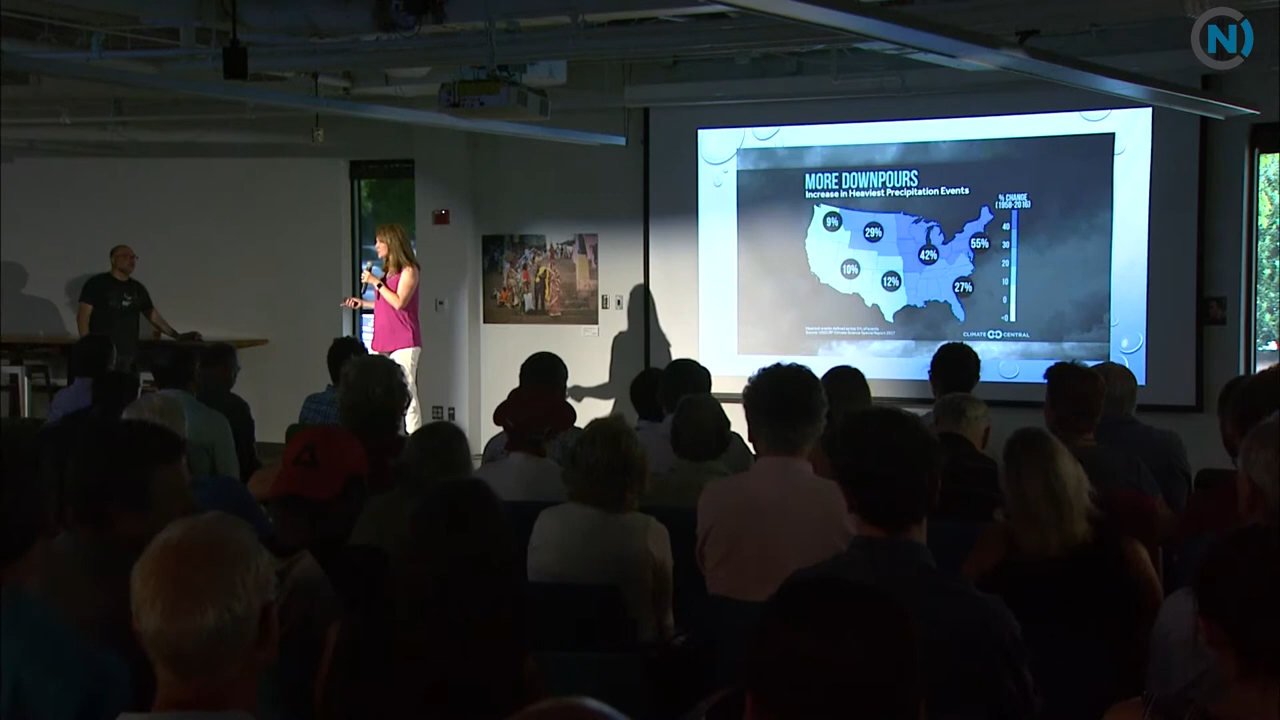 N
MORE DOWNPOURS
Increase in Heaviest Precipitation Events
% CHANGE
(1958-2016)
9%
29%
55%
42%
10%
12%
27%
40
30
20
10
0
CLIMATE CENTRAL